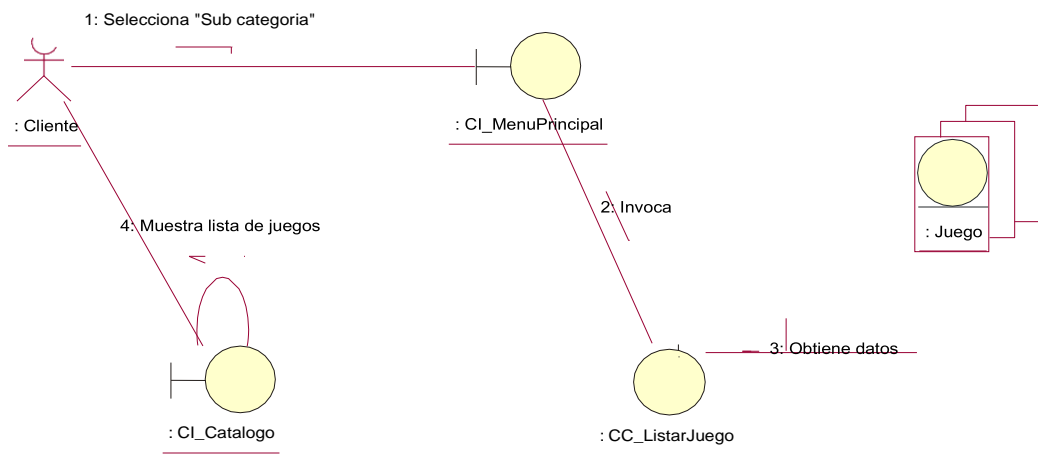 1: Selecciona "Sub categoria"
: Cliente
: CI_MenuPrincipal
2: Invoca
4: Muestra lista de juegos
: Juego
3: Obtiene datos
: CI_Catalogo
: CC_ListarJuego